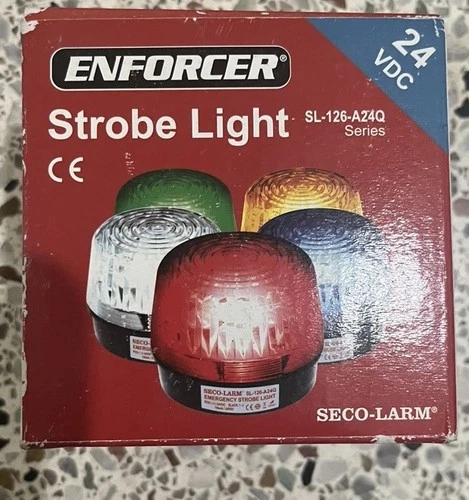 ENFORCER®
24
VDC
Strobe Light
SL-126-A24Q
Series
CE
SECO-LARM SL-126-A24Q
EMERGENCY STROBE LIGHT
SECO-LARM®